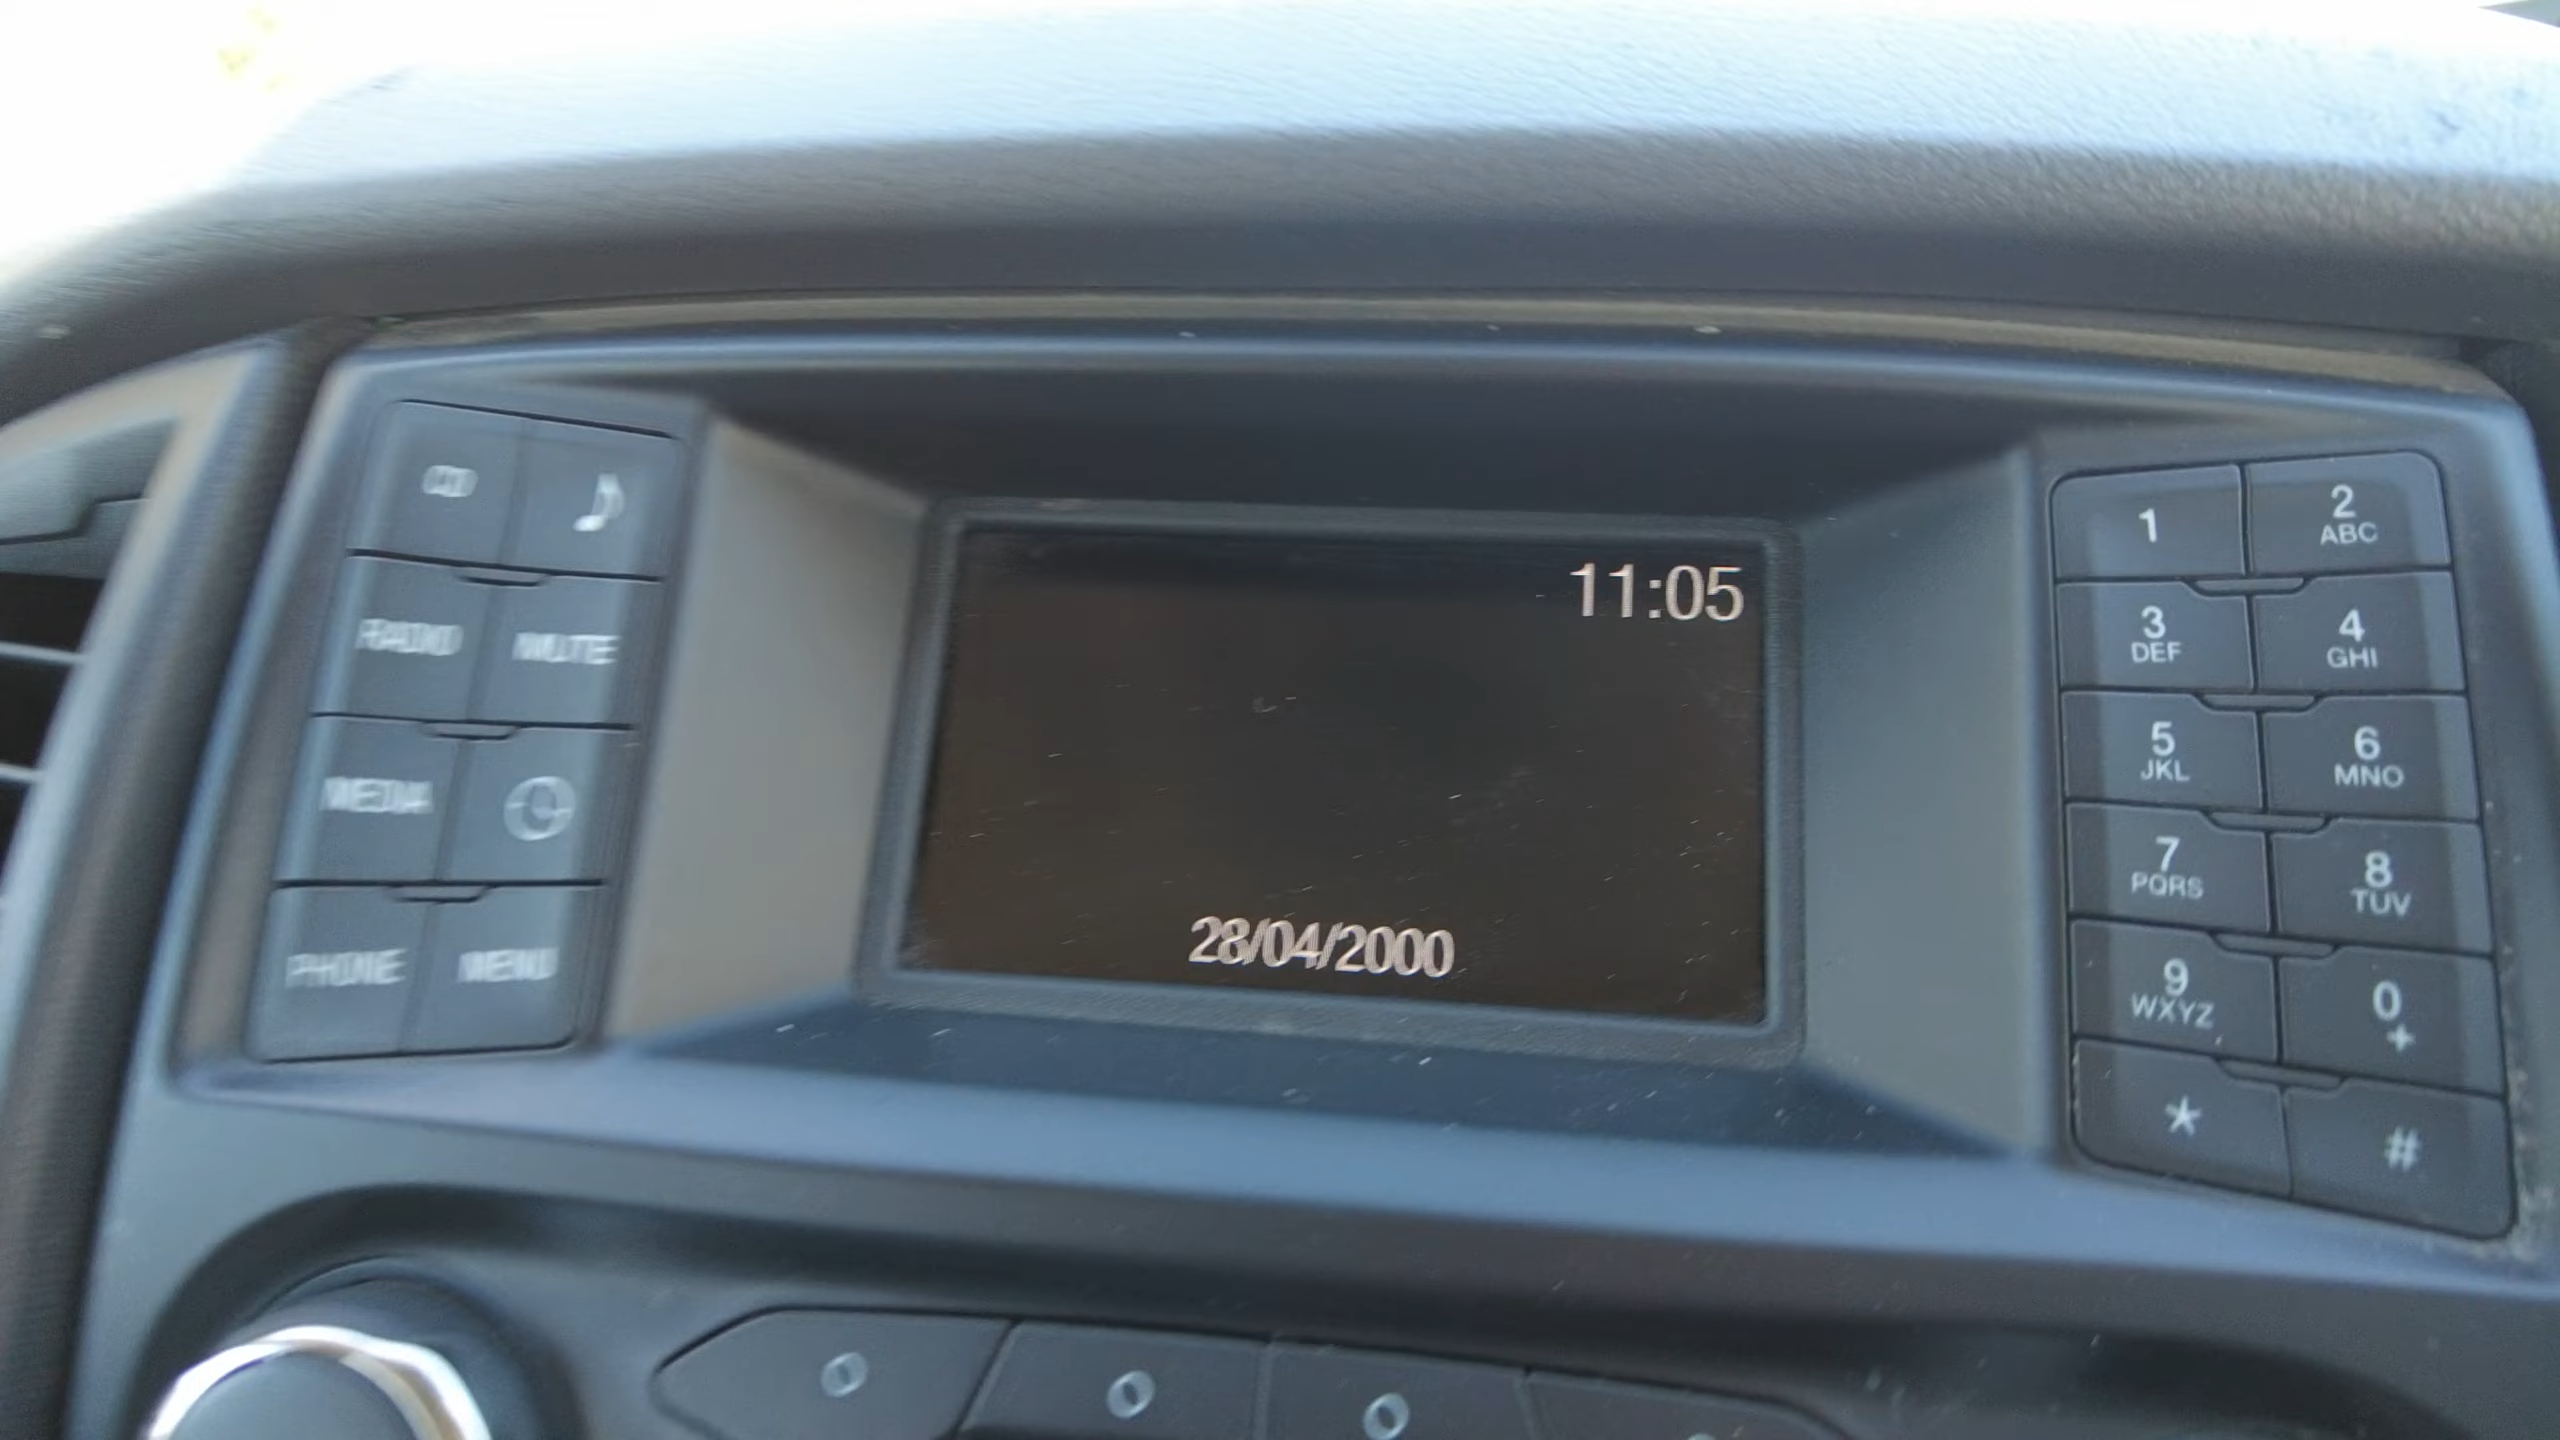 11:05
28/04/2000
CD
RADIO MUTE
MEDIA
PHONE MENU
1 2
ABC
3 4
DEF GHI
5 6
JKL MNO
7 8
PQRS TUV
9 0
WXYZ +
* #